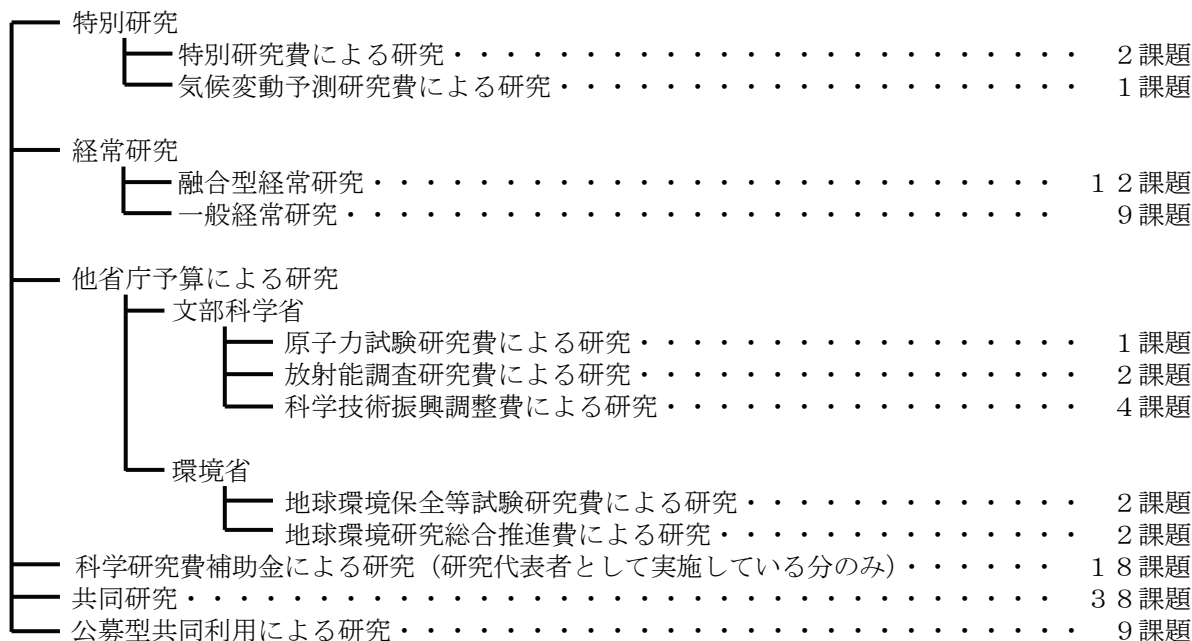 特別研究
特別研究費による研究・・・・・・・・・・・・・・・・・・・・・・・・ 2課題
気候変動予測研究費による研究・・・・・・・・・・・・・・・・・・・・ 1課題
経常研究
融合型経常研究・・・・・・・・・・・・・・・・・・・・・・・・・・ 12課題
一般経常研究・・・・・・・・・・・・・・・・・・・・・・・・・・・ 9課題
他省庁予算による研究
文部科学省
原子力試験研究費による研究・・・・・・・・・・・・・・・・・ 1課題
放射能調査研究費による研究・・・・・・・・・・・・・・・・・ 2課題
科学技術振興調整費による研究・・・・・・・・・・・・・・・・ 4課題
環境省
地球環境保全等試験研究費による研究・・・・・・・・・・・・・ 2課題
地球環境研究総合推進費による研究・・・・・・・・・・・・・・ 2課題
科学研究費補助金による研究(研究代表者として実施している分のみ)・・・・・・ 18課題
共同研究・・・・・・・・・・・・・・・・・・・・・・・・・・・・・・・・・ 38課題
公募型共同利用による研究・・・・・・・・・・・・・・・・・・・・・・・・・・ 9課題